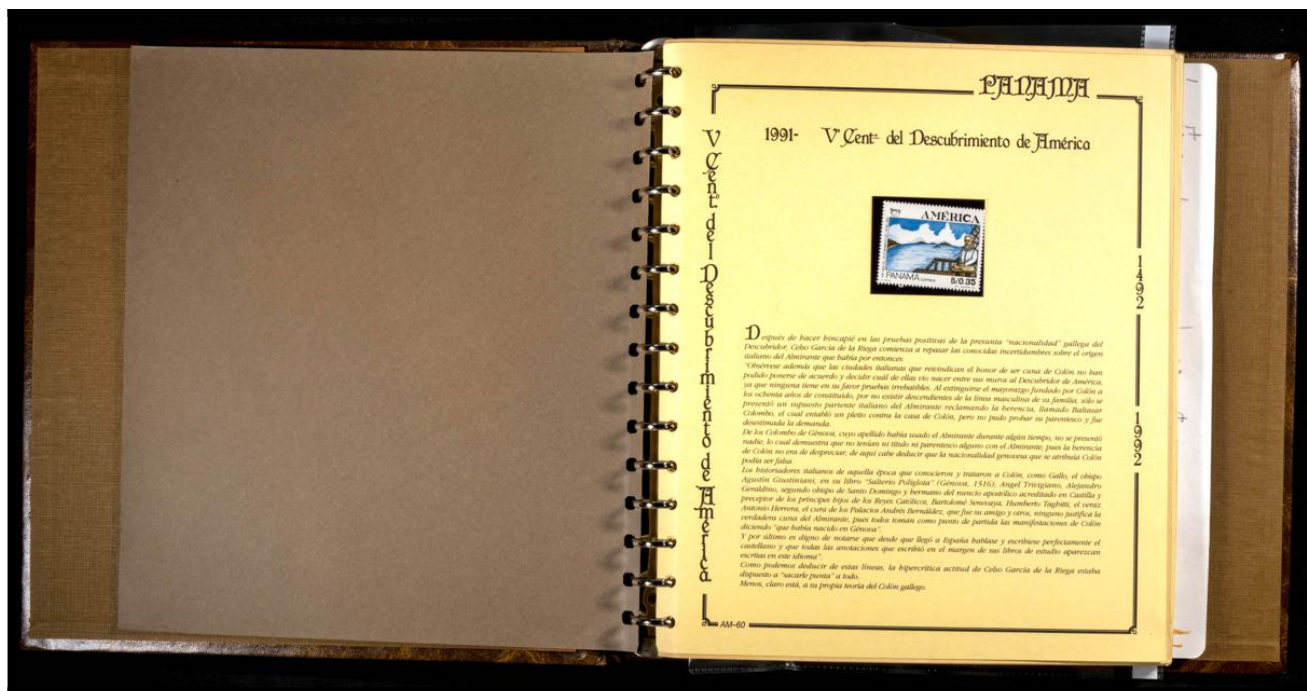 PANAMA
1991- Vº Cent.º del Descubrimiento de América
V Cent.º del Descubrimiento de América
AMÉRICA
PANAMA
B/0.35
1492
1992
Después de hacer hincapié en las pruebas positivas de la presunta "nacionalidad" gallega del
Descubridor, Celso García de la Riega comienza a repasar las conocidas incertidumbres sobre el origen
italiano del Almirante que había por entonces:
"Obsérvese además que las ciudades italianas que reivindican el honor de ser cuna de Colón no han
podido ponerse de acuerdo y decidir cuál de ellas vio nacer entre sus muros al Descubridor de América,
ya que ninguna tiene en su favor pruebas irrebatibles. Al extinguirse el mayorazgo fundado por Colón a
los ochenta años de constituido, por no existir descendientes de la línea masculina de su familia, sólo se
presentó un supuesto pariente italiano del Almirante reclamando la herencia, llamado Baltasar
Colombo, el cual entabló un pleito contra la casa de Colón, pero no pudo probar su parentesco y fue
desestimada la demanda.
De los Colombo de Génova, cuyo apellido había usado el Almirante durante algún tiempo, no se presentó
nadie, lo cual demuestra que no tenían ni título ni parentesco alguno con el Almirante, pues la herencia
de Colón no era de despreciar; de aquí cabe deducir que la nacionalidad genovesa que se atribuía Colón
podía ser falsa.
Los historiadores italianos de aquella época que conocieron y trataron a Colón, como Gallo, el obispo
Agustín Giustiniani, en su libro "Salterio Políglota" (Génova, 1516), Angel Trivigiano, Alejandro
Geraldino, segundo obispo de Santo Domingo y hermano del nuncio apostólico acreditado en Castilla y
preceptor de los príncipes hijos de los Reyes Católicos, Bartolomé Senevaya, Humberto Tagbitti, el veraz
Antonio Herrera, el cura de los Palacios Andrés Bernáldez, que fue su amigo y otros, ninguno justifica la
verdadera cuna del Almirante, pues todos toman como punto de partida las manifestaciones de Colón
diciendo "que había nacido en Génova".
Y por último es digno de notarse que desde que llegó a España hablase y escribiese perfectamente el
castellano y que todas las anotaciones que escribió en el margen de sus libros de estudio aparezcan
escritas en este idioma".
Como podemos deducir de estas líneas, la hipercrítica actitud de Celso García de la Riega estaba
dispuesto a "sacarle punta" a todo.
Menos, claro está, a su propia teoría del Colón gallego.
AM-60